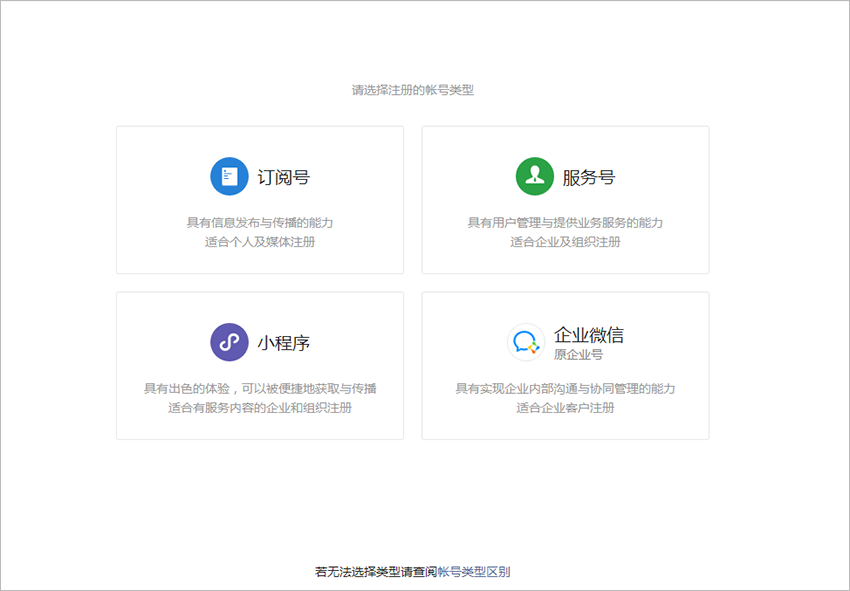 请选择注册的帐号类型
订阅号
具有信息发布与传播的能力
适合个人及媒体注册
服务号
具有用户管理与提供业务服务的能力
适合企业及组织注册
小程序
具有出色的体验，可以被便捷地获取与传播
适合有服务内容的企业和组织注册
企业微信
原企业号
具有实现企业内部沟通与协同管理的能力
适合企业客户注册
若无法选择类型请查阅帐号类型区别